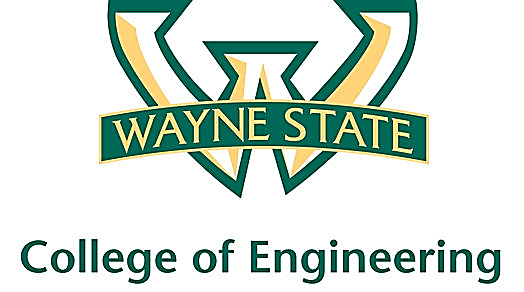 WAYNE STATE
College of Engineering